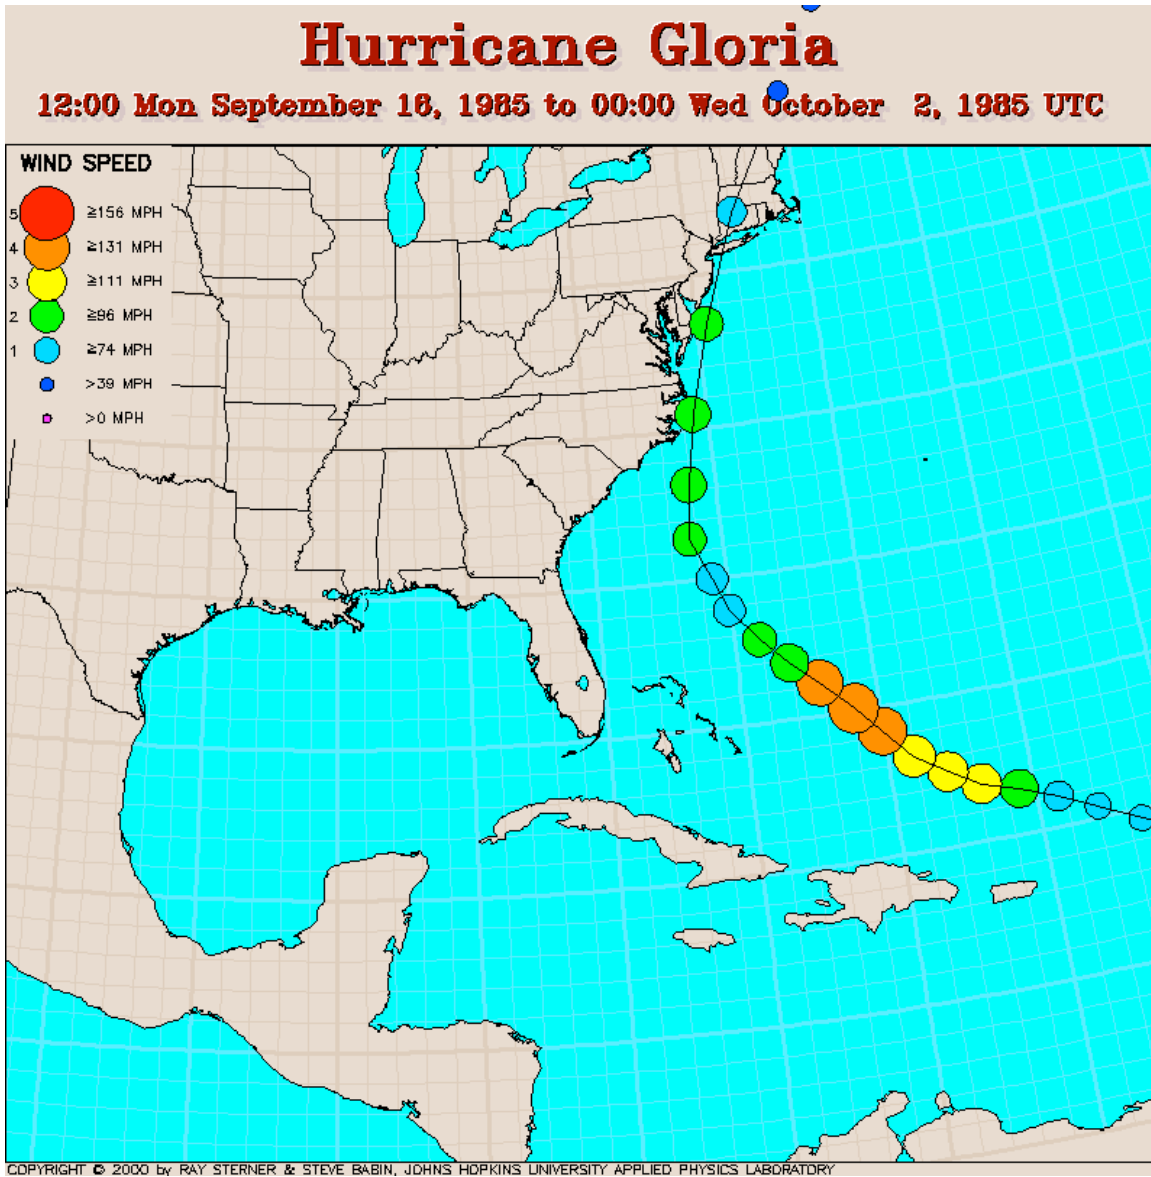 Hurricane Gloria
12:00 Mon September 16, 1985 to 00:00 Wed October 2, 1985 UTC
WIND SPEED
5 ≥156 MPH
4 ≥131 MPH
3 ≥111 MPH
2 ≥96 MPH
1 ≥74 MPH
>39 MPH
>0 MPH
COPYRIGHT © 2000 by RAY STERNER & STEVE BABIN, JOHNS HOPKINS UNIVERSITY APPLIED PHYSICS LABORATORY